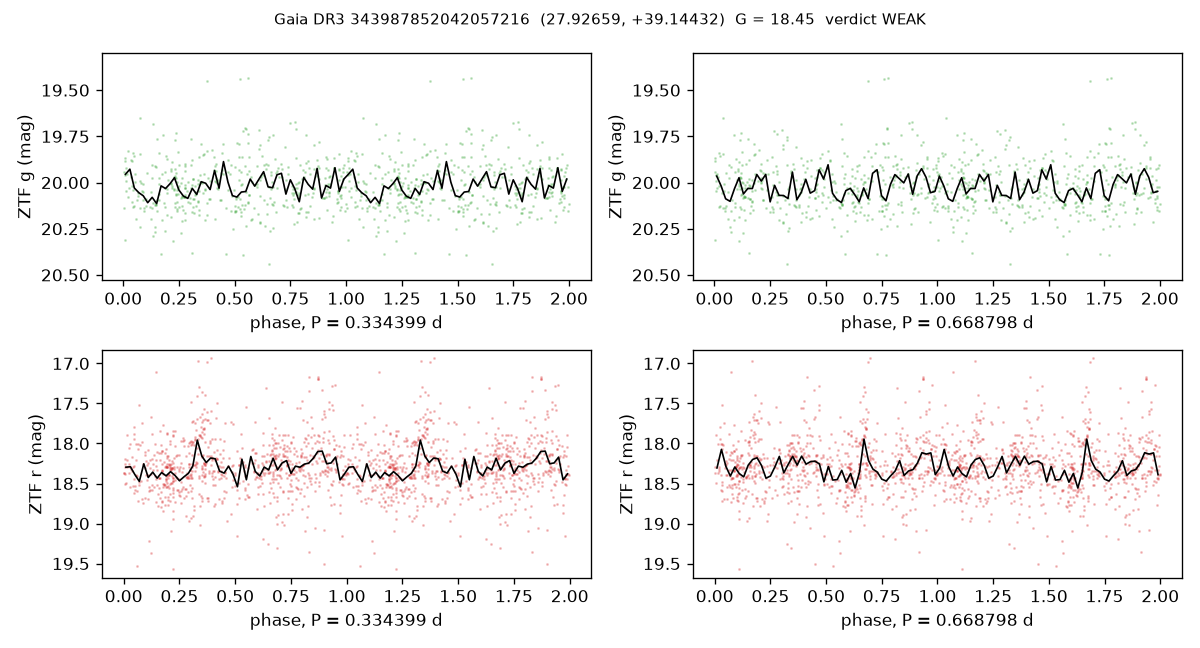 Gaia DR3 343987852042057216 (27.92659, +39.14432) G = 18.45 verdict WEAK
ZTF g (mag)
19.50
19.75
20.00
20.25
20.50
0.00 0.25 0.50 0.75 1.00 1.25 1.50 1.75 2.00
phase, P = 0.334399 d
ZTF g (mag)
19.50
19.75
20.00
20.25
20.50
0.00 0.25 0.50 0.75 1.00 1.25 1.50 1.75 2.00
phase, P = 0.668798 d
ZTF r (mag)
17.0
17.5
18.0
18.5
19.0
19.5
0.00 0.25 0.50 0.75 1.00 1.25 1.50 1.75 2.00
phase, P = 0.334399 d
ZTF r (mag)
17.0
17.5
18.0
18.5
19.0
19.5
0.00 0.25 0.50 0.75 1.00 1.25 1.50 1.75 2.00
phase, P = 0.668798 d